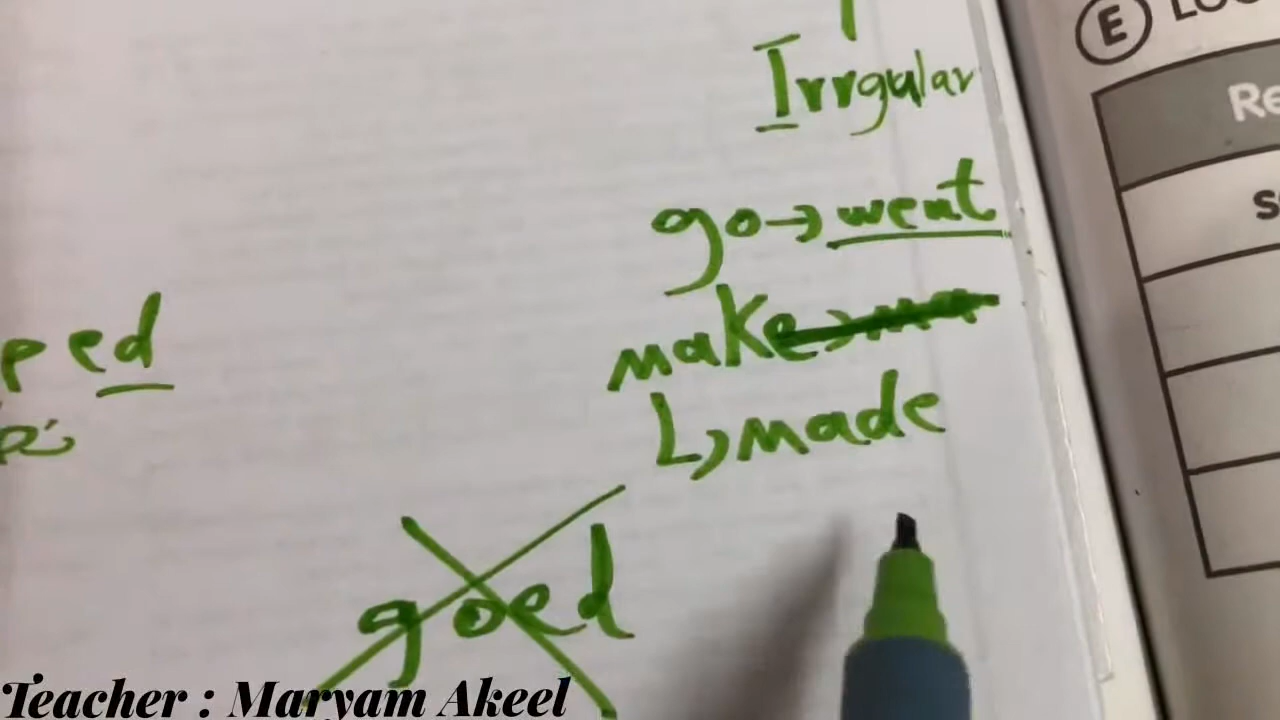 Irrgular
go→went
make
↳made
ped
goed
E
Re
s
Teacher : Maryam Akeel